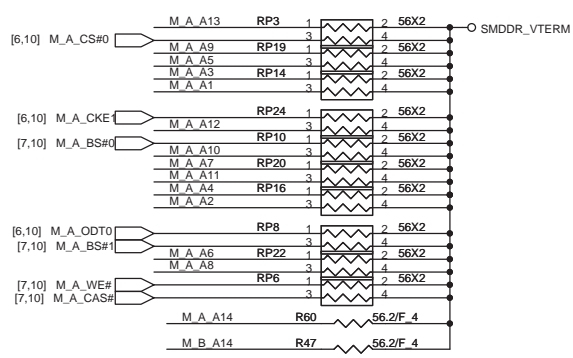 M_A_A13 RP3 1 2 56X2 SMDDR_VTERM
[6,10] M_A_CS#0 3 4
M_A_A9 RP19 1 2 56X2
M_A_A5 3 4
M_A_A3 RP14 1 2 56X2
M_A_A1 3 4
[6,10] M_A_CKE1 RP24 1 2 56X2
M_A_A12 3 4
[7,10] M_A_BS#0 RP10 1 2 56X2
M_A_A10 3 4
M_A_A7 RP20 1 2 56X2
M_A_A11 3 4
M_A_A4 RP16 1 2 56X2
M_A_A2 3 4
[6,10] M_A_ODT0 RP8 1 2 56X2
[7,10] M_A_BS#1 3 4
M_A_A6 RP22 1 2 56X2
M_A_A8 3 4
[7,10] M_A_WE# RP6 1 2 56X2
[7,10] M_A_CAS# 3 4
M_A_A14 R60 56.2/F_4
M_B_A14 R47 56.2/F_4